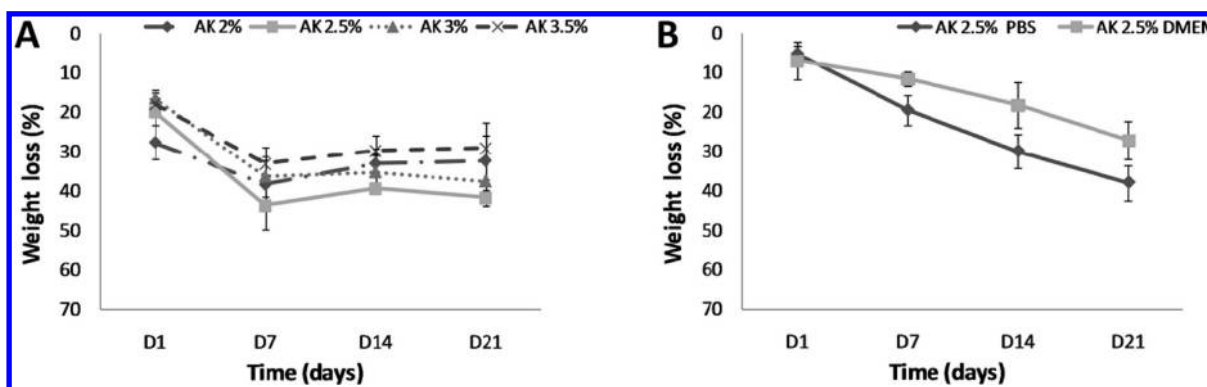 A
AK 2% AK 2.5% AK 3% AK 3.5%
Weight loss (%)
0
10
20
30
40
50
60
70
D1 D7 D14 D21
Time (days)
B
AK 2.5% PBS AK 2.5% DMEM
Weight loss (%)
0
10
20
30
40
50
60
70
D1 D7 D14 D21
Time (days)